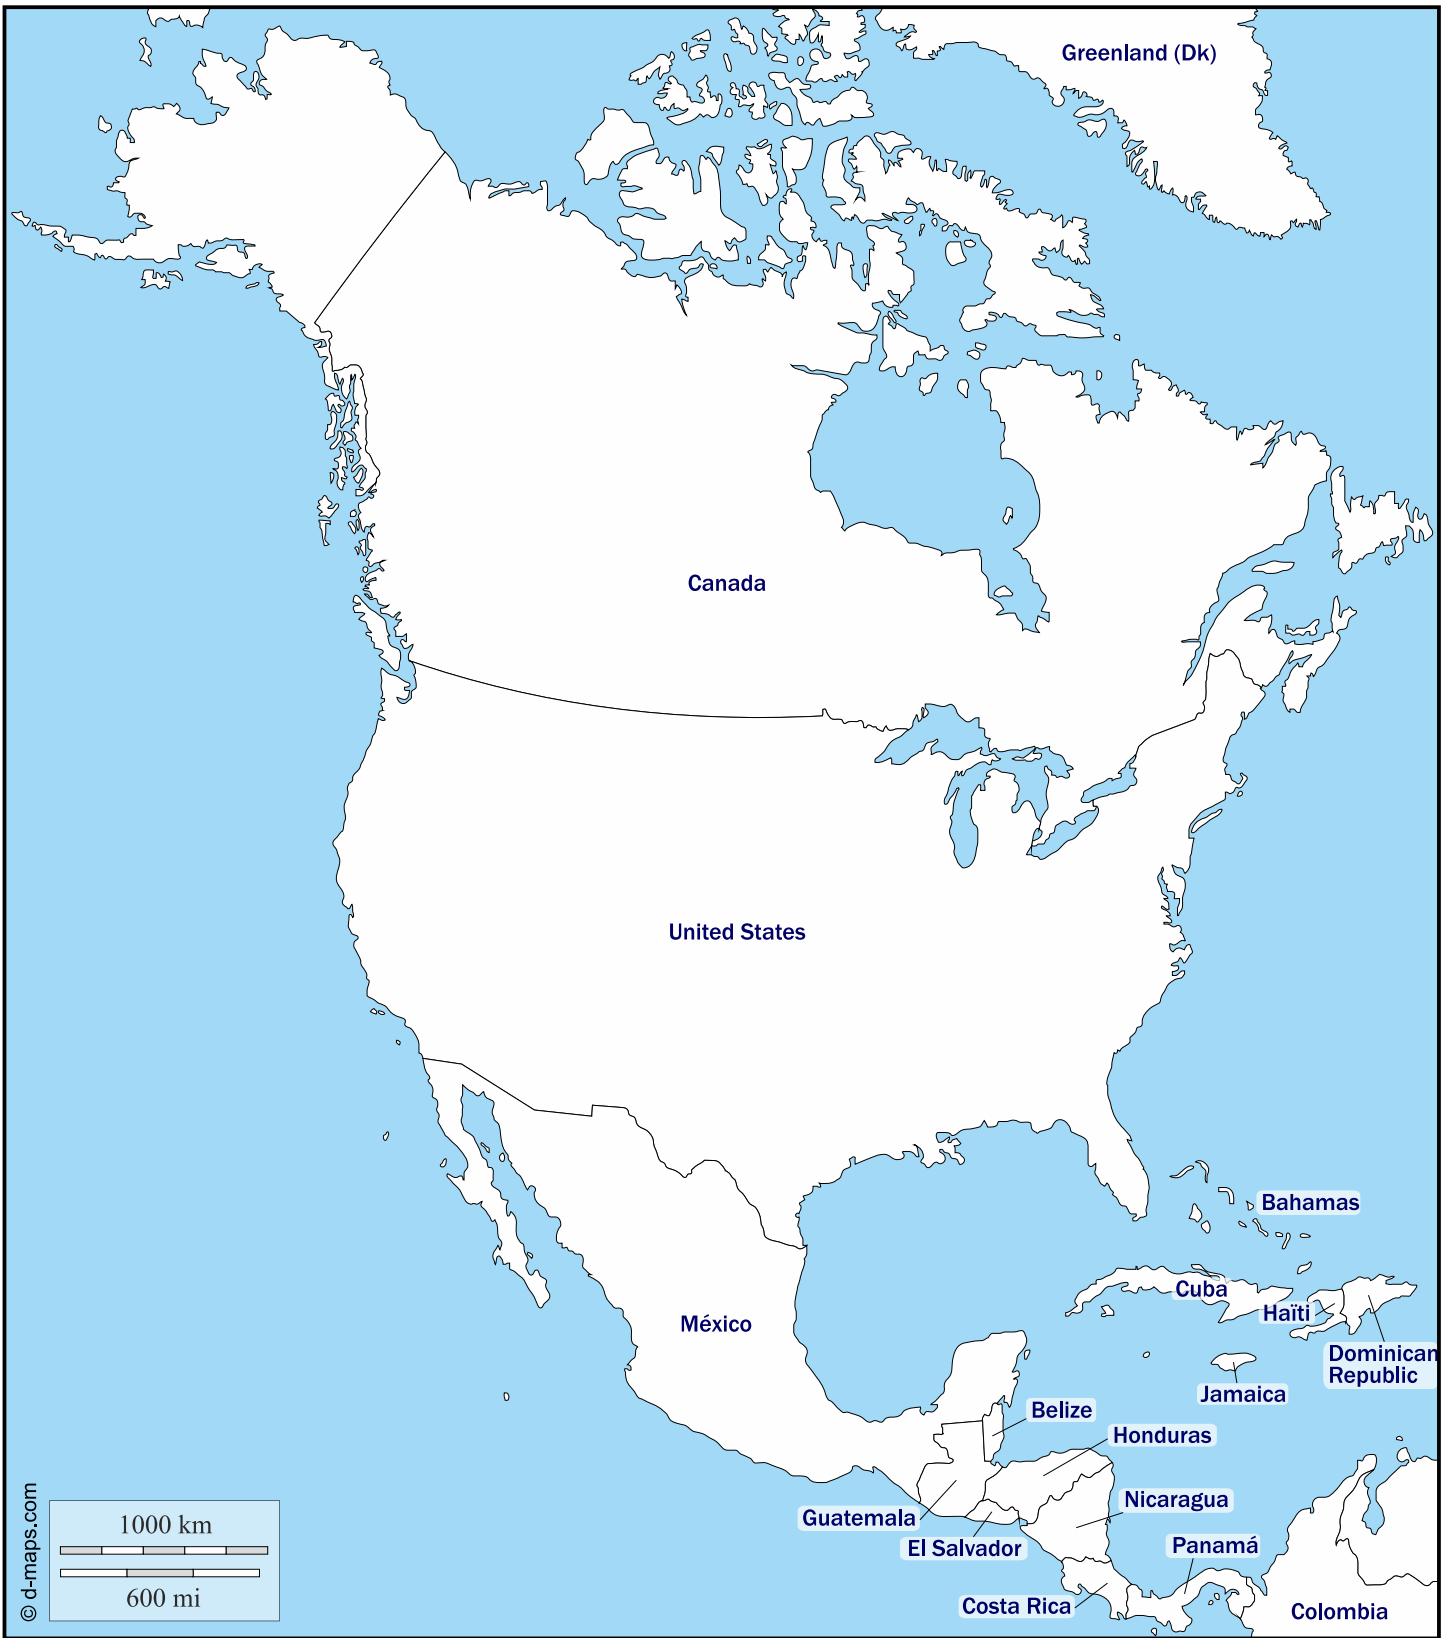 Greenland (Dk)
Canada
United States
Bahamas
Cuba
Haïti
México
Dominican
Republic
Jamaica
Belize
Honduras
Nicaragua
Guatemala
El Salvador
Panamá
Costa Rica
Colombia
1000 km
600 mi
© d-maps.com